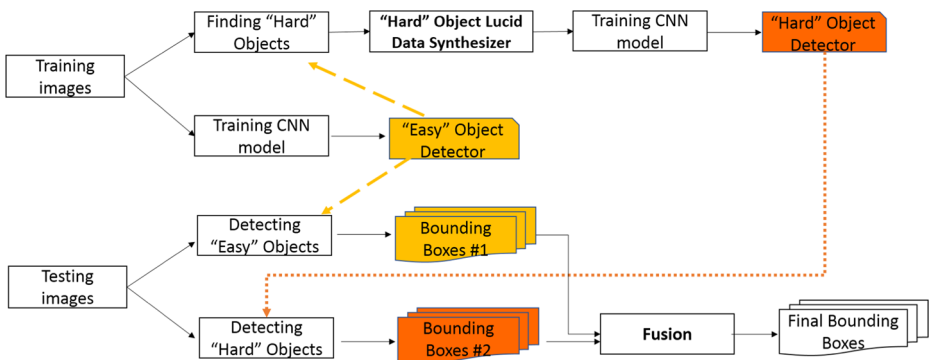 Finding “Hard”
Objects
“Hard” Object Lucid
Data Synthesizer
Training CNN
model
“Hard” Object
Detector
Training
images
Training CNN
model
“Easy” Object
Detector
Detecting
“Easy” Objects
Bounding
Boxes #1
Testing
images
Detecting
“Hard” Objects
Bounding
Boxes #2
Fusion
Final Bounding
Boxes